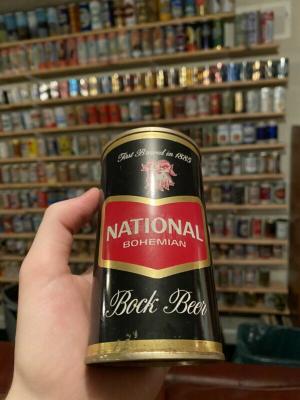 First Brewed in 1885
NATIONAL
BOHEMIAN
Bock Beer